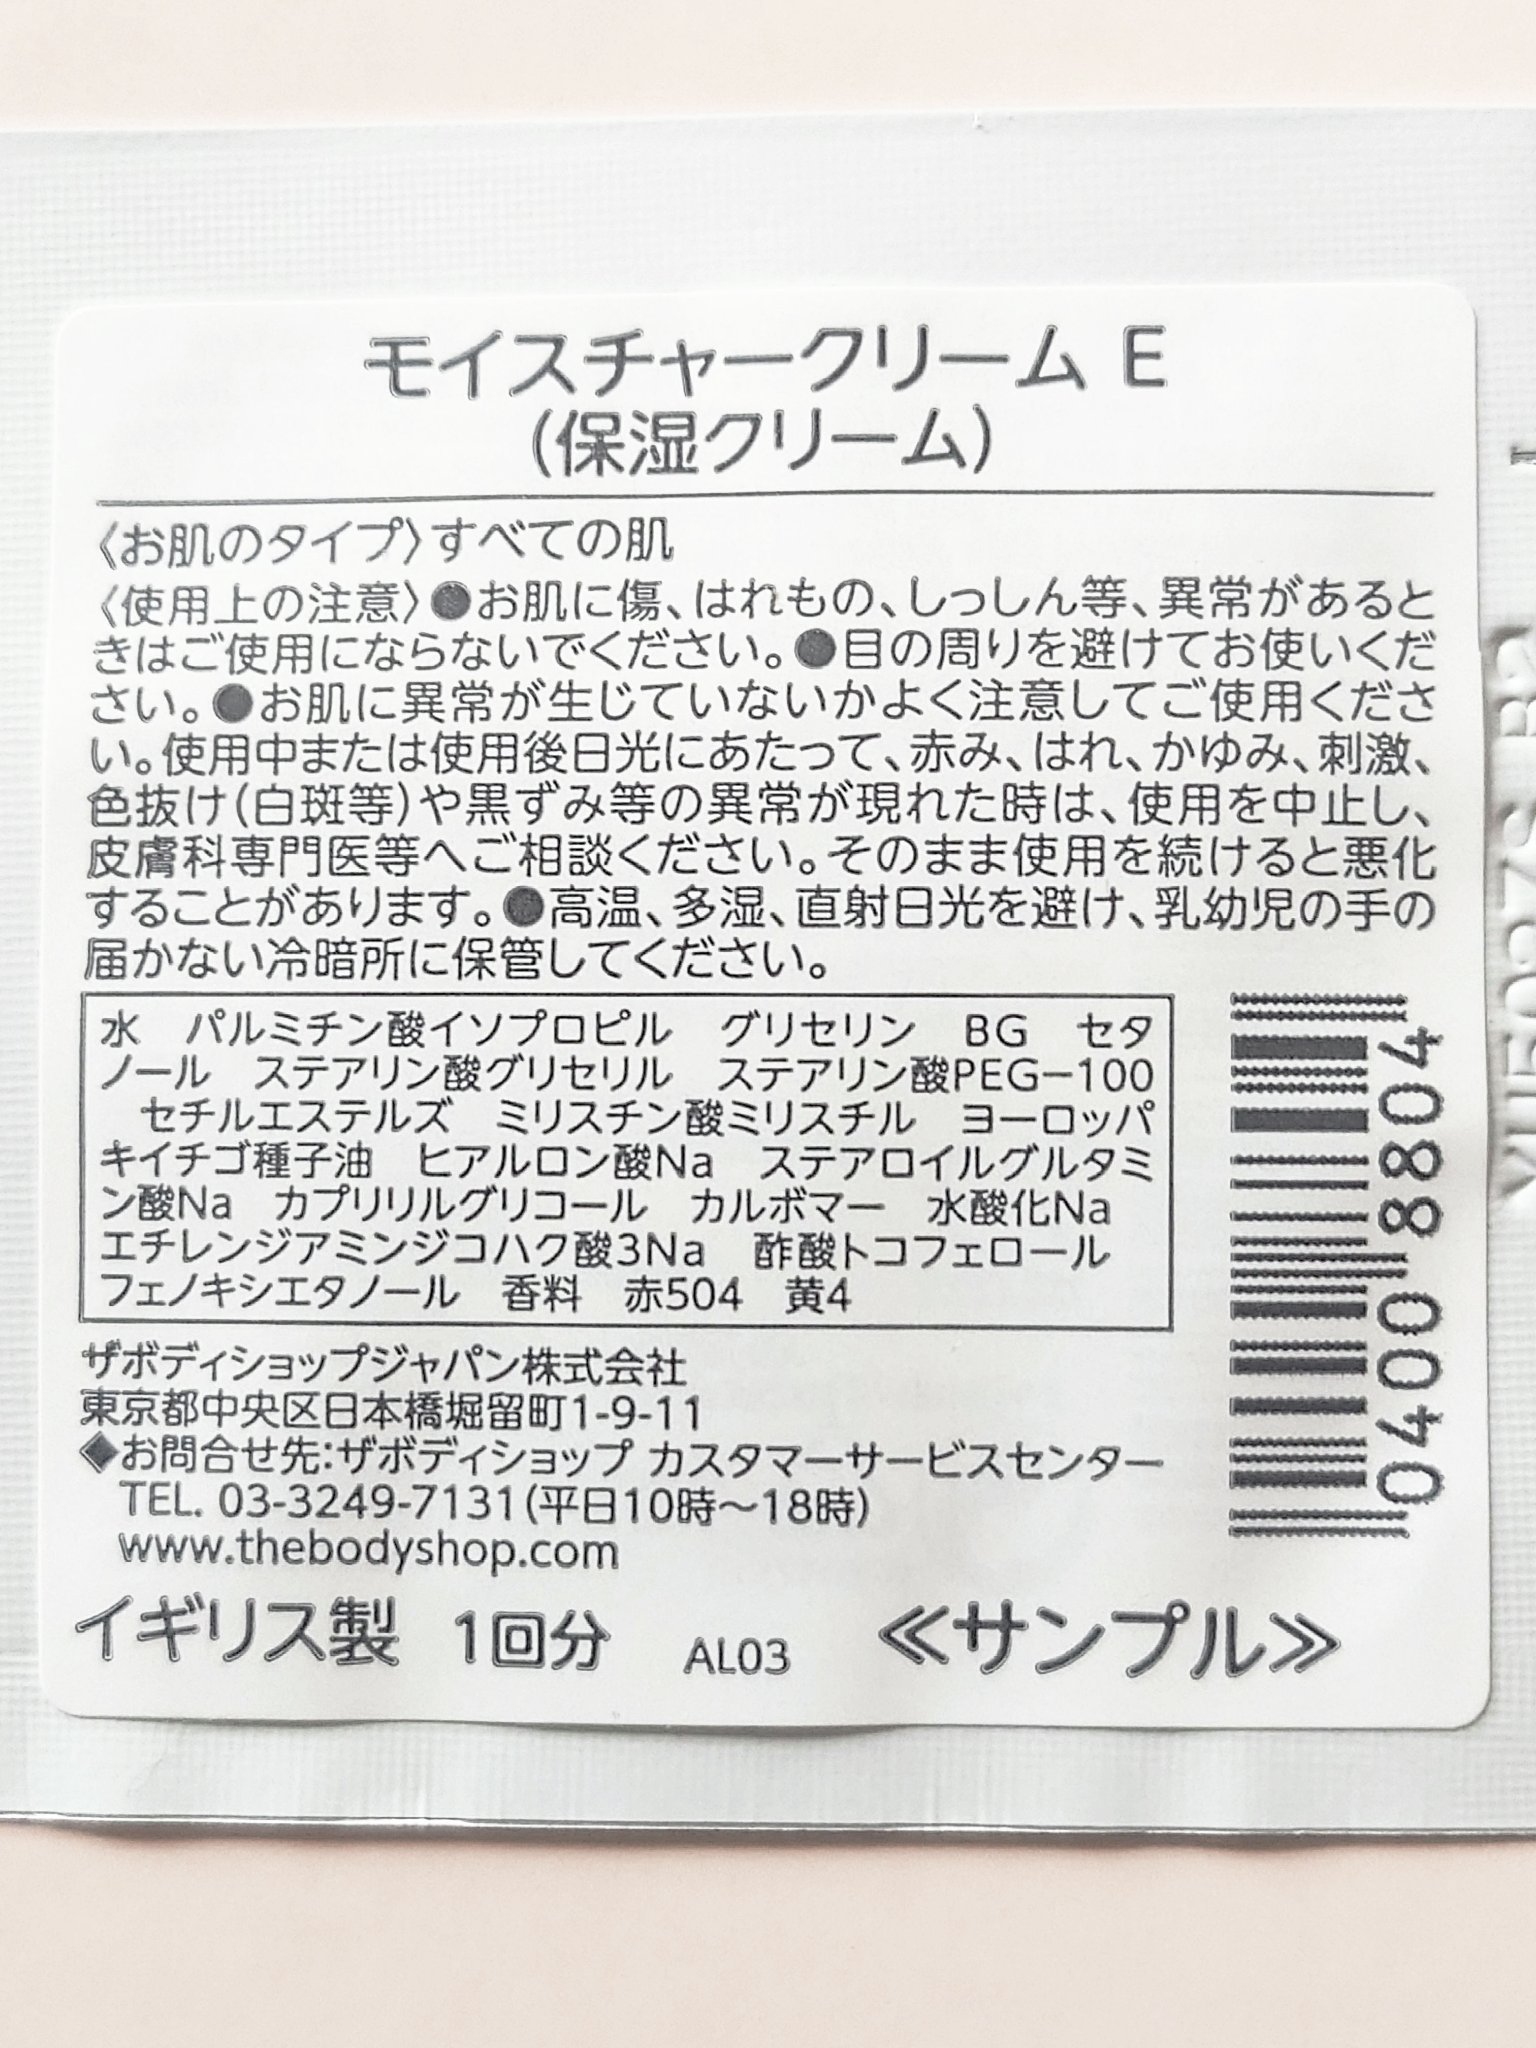 モイスチャークリーム E
(保湿クリーム)
〈お肌のタイプ〉すべての肌
〈使用上の注意〉●お肌に傷、はれもの、しっしん等、異常があると
きはご使用にならないでください。●目の周りを避けてお使いくだ
さい。●お肌に異常が生じていないかよく注意してご使用くださ
い。使用中または使用後日光にあたって、赤み、はれ、かゆみ、刺激、
色抜け(白斑等)や黒ずみ等の異常が現れた時は、使用を中止し、
皮膚科専門医等へご相談ください。そのまま使用を続けると悪化
することがあります。●高温、多湿、直射日光を避け、乳幼児の手の
届かない冷暗所に保管してください。
水　パルミチン酸イソプロピル　グリセリン　BG　セタ
ノール　ステアリン酸グリセリル　ステアリン酸PEG−100
　セチルエステルズ　ミリスチン酸ミリスチル　ヨーロッパ
キイチゴ種子油　ヒアルロン酸Na　ステアロイルグルタミ
ン酸Na　カプリリルグリコール　カルボマー　水酸化Na
エチレンジアミンジコハク酸3Na　酢酸トコフェロール
フェノキシエタノール　香料　赤504　黄4
ザボディショップジャパン株式会社
東京都中央区日本橋堀留町1-9-11
◆お問合せ先:ザボディショップ カスタマーサービスセンター
TEL. 03-3249-7131(平日10時〜18時)
www.thebodyshop.com
イギリス製　1回分　AL03　≪サンプル≫
4088 0040